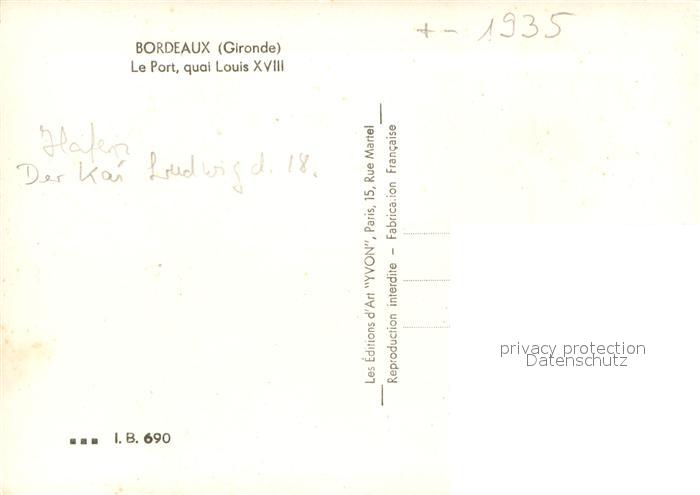 +- 1935
BORDEAUX (Gironde)
Le Port, quai Louis XVIII
Hafen
Der Kai Ludwig d. 18.
Les Éditions d'Art "YVON", Paris, 15, Rue Martel
Reproduction interdite – Fabrication Française
privacy protection
Datenschutz
I. B. 690